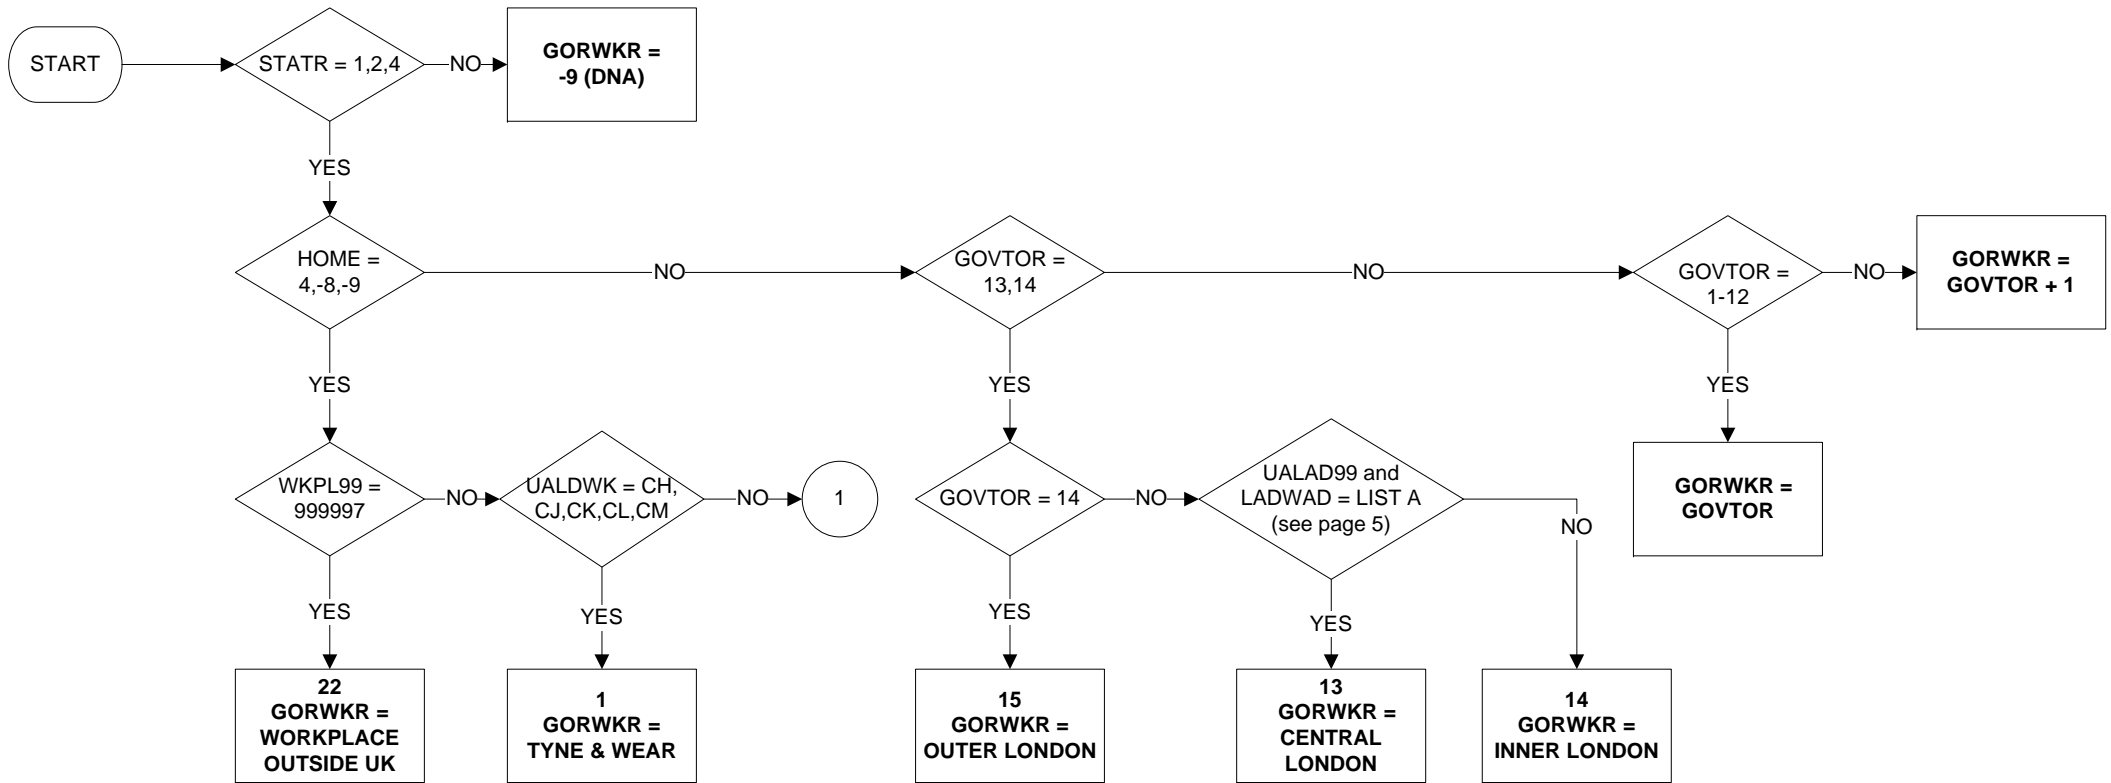 START
STATR = 1,2,4
NO
GORWKR =
-9 (DNA)
YES
HOME =
4,-8,-9
NO
GOVTOR =
13,14
NO
GOVTOR =
1-12
NO
GORWKR =
GOVTOR + 1
YES
YES
YES
WKPL99 =
999997
NO
UALDWK = CH,
CJ,CK,CL,CM
NO
1
GOVTOR = 14
NO
UALAD99 and
LADWAD = LIST A
(see page 5)
NO
GORWKR =
GOVTOR
YES
YES
YES
YES
22
GORWKR =
WORKPLACE
OUTSIDE UK
1
GORWKR =
TYNE & WEAR
15
GORWKR =
OUTER LONDON
13
GORWKR =
CENTRAL
LONDON
14
GORWKR =
INNER LONDON